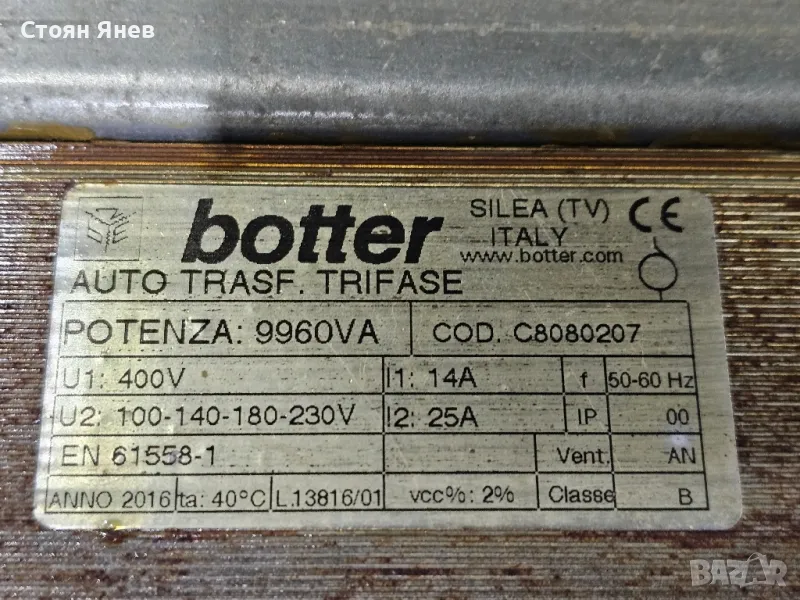 Стоян Янев
botter
SILEA (TV)
ITALY
www.botter.com
CE
AUTO TRASF. TRIFASE
POTENZA: 9960VA COD. C8080207
U1: 400V I1: 14A f 50-60 Hz
U2: 100-140-180-230V I2: 25A IP 00
EN 61558-1 Vent. AN
ANNO 2016 ta: 40°C L.13816/01 vcc%: 2% Classe B
BAZAR